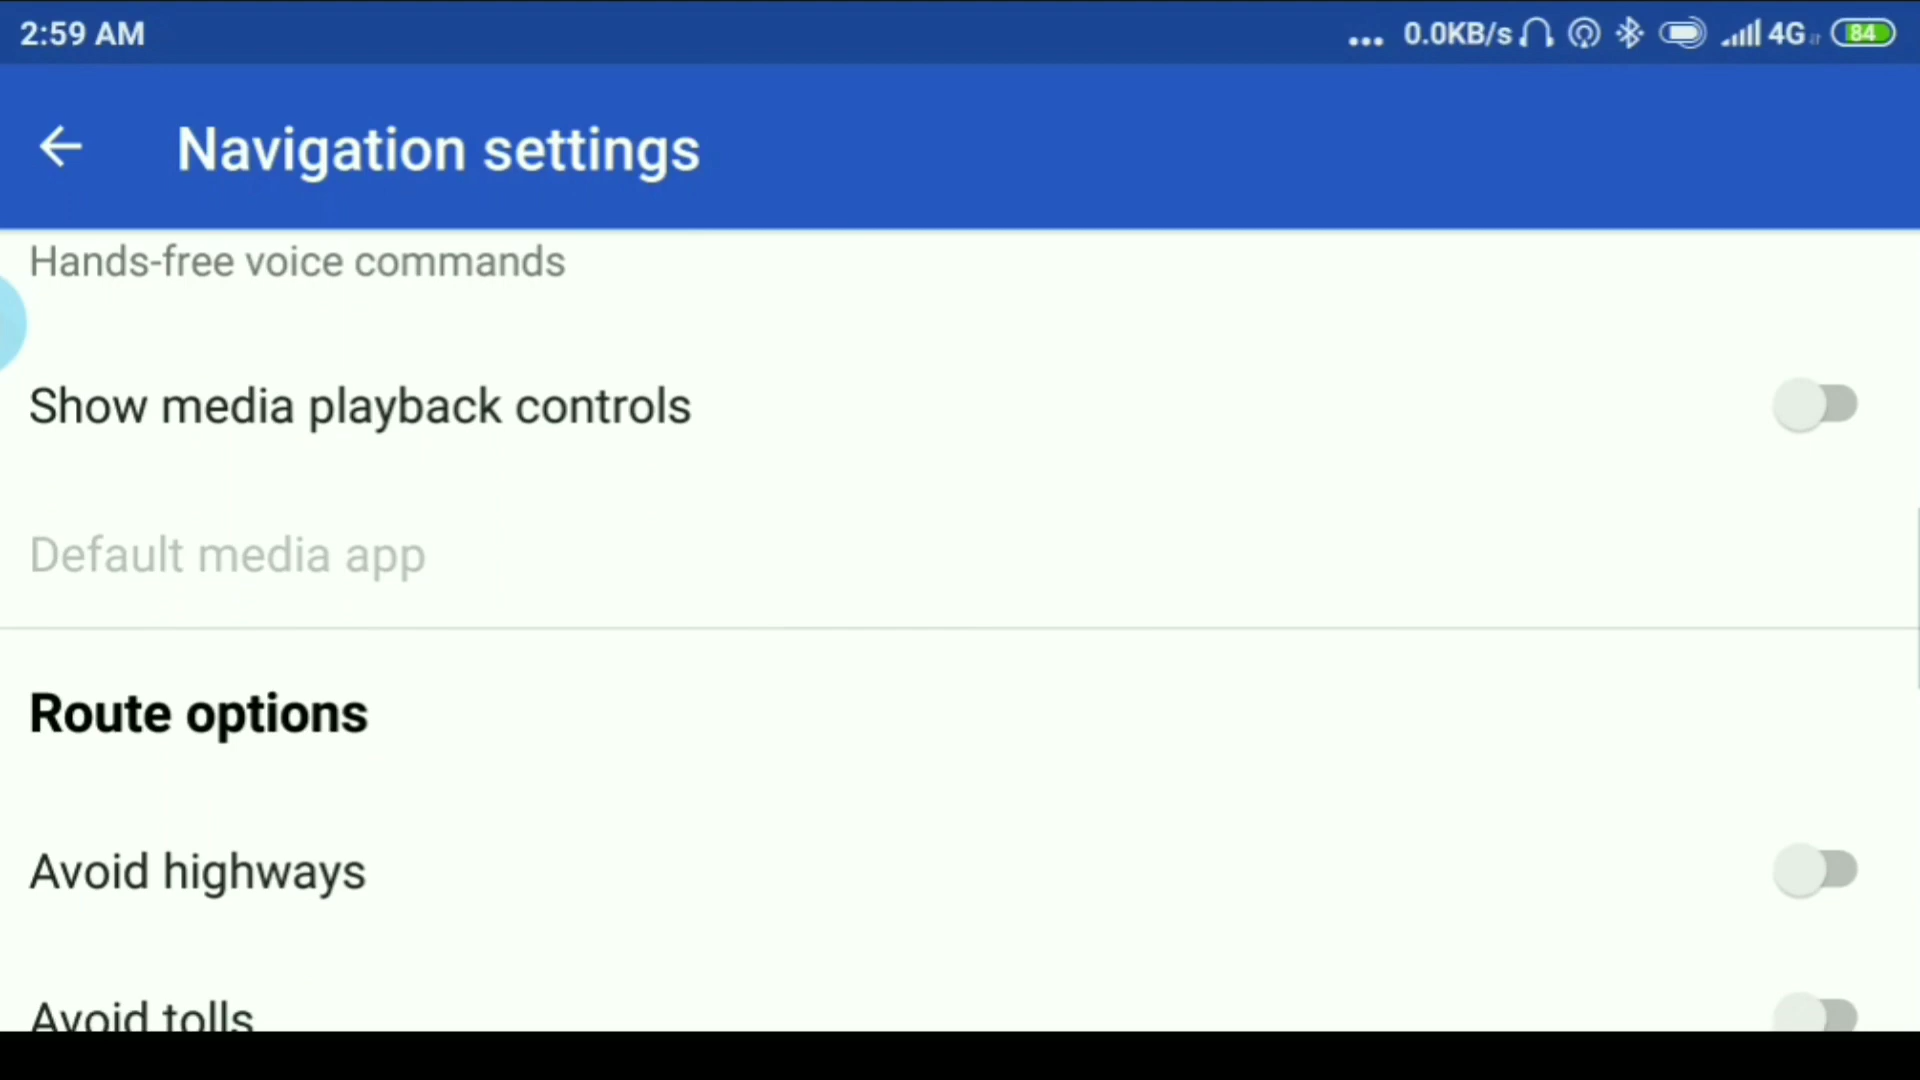 2:59 AM
... 0.0KB/s 4G 84
Navigation settings
Hands-free voice commands
Show media playback controls
Default media app
Route options
Avoid highways
Avoid tolls